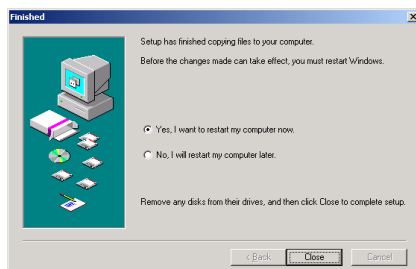 Finished
Setup has finished copying files to your computer.
Before the changes made can take effect, you must restart Windows.
Yes, I want to restart my computer now.
No, I will restart my computer later.
Remove any disks from their drives, and then click Close to complete setup.
< Back
Close
Cancel